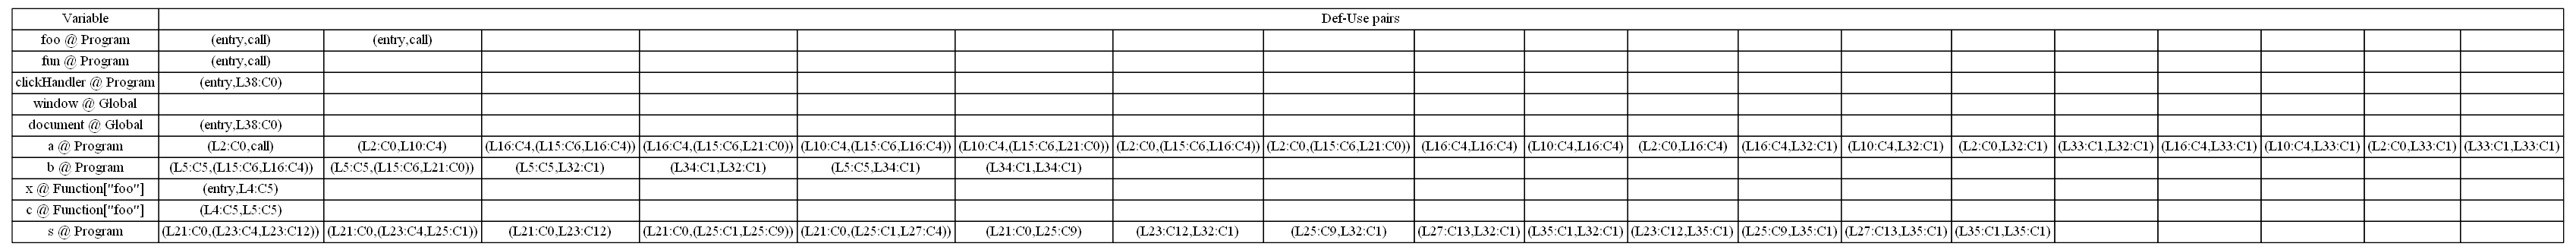 Variable Def-Use pairs
foo @ Program (entry,call) (entry,call)
fun @ Program (entry,call)
clickHandler @ Program (entry,L38:C0)
window @ Global
document @ Global (entry,L38:C0)
a @ Program (L2:C0,call) (L2:C0,L10:C4) (L16:C4,(L15:C6,L16:C4)) (L16:C4,(L15:C6,L21:C0)) (L10:C4,(L15:C6,L16:C4)) (L10:C4,(L15:C6,L21:C0)) (L2:C0,(L15:C6,L16:C4)) (L2:C0,(L15:C6,L21:C0)) (L16:C4,L16:C4) (L10:C4,L16:C4) (L2:C0,L16:C4) (L16:C4,L32:C1) (L10:C4,L32:C1) (L2:C0,L32:C1) (L33:C1,L32:C1) (L16:C4,L33:C1) (L10:C4,L33:C1) (L2:C0,L33:C1) (L33:C1,L33:C1)
b @ Program (L5:C5,(L15:C6,L16:C4)) (L5:C5,(L15:C6,L21:C0)) (L5:C5,L32:C1) (L34:C1,L32:C1) (L5:C5,L34:C1) (L34:C1,L34:C1)
x @ Function["foo"] (entry,L4:C5)
c @ Function["foo"] (L4:C5,L5:C5)
s @ Program (L21:C0,(L23:C4,L23:C12)) (L21:C0,(L23:C4,L25:C1)) (L21:C0,L23:C12) (L21:C0,(L25:C1,L25:C9)) (L21:C0,(L25:C1,L27:C4)) (L21:C0,L25:C9) (L23:C12,L32:C1) (L25:C9,L32:C1) (L27:C13,L32:C1) (L35:C1,L32:C1) (L23:C12,L35:C1) (L25:C9,L35:C1) (L27:C13,L35:C1) (L35:C1,L35:C1)